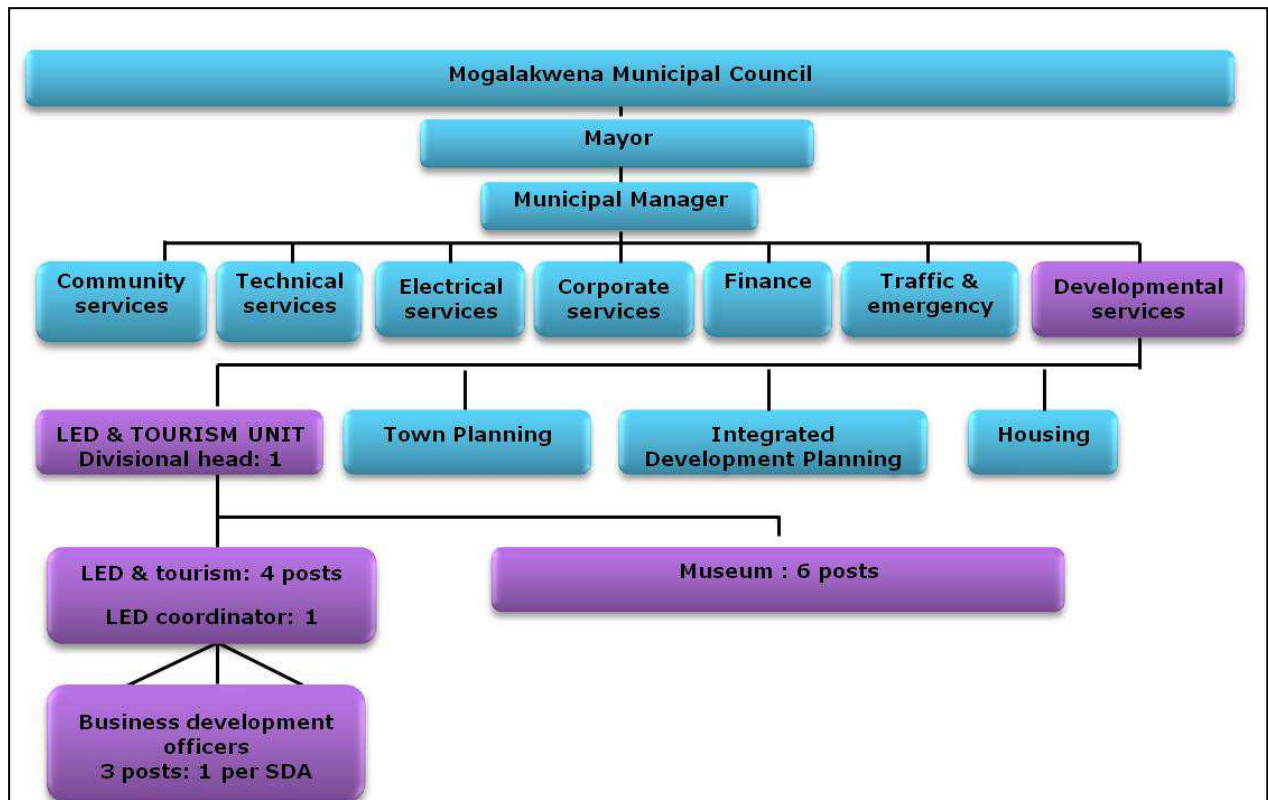 Mogalakwena Municipal Council
Mayor
Municipal Manager
Community
services
Technical
services
Electrical
services
Corporate
services
Finance
Traffic &
emergency
Developmental
services
LED & TOURISM UNIT
Divisional head: 1
Town Planning
Integrated
Development Planning
Housing
LED & tourism: 4 posts
LED coordinator: 1
Museum : 6 posts
Business development
officers
3 posts: 1 per SDA